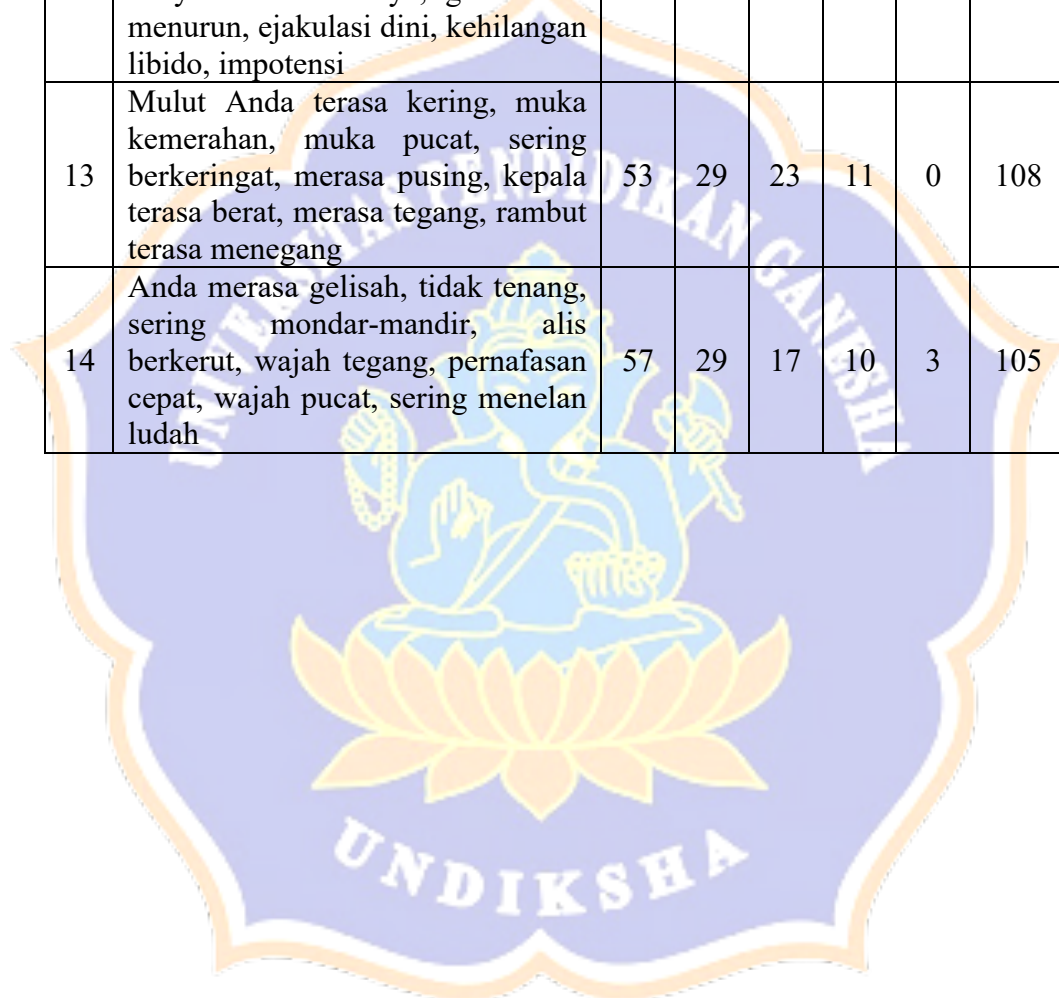 menurun, ejakulasi dini, kehilangan
libido, impotensi
13 Mulut Anda terasa kering, muka kemerahan, muka pucat, sering berkeringat, merasa pusing, kepala terasa berat, merasa tegang, rambut terasa menegang 53 29 23 11 0 108
14 Anda merasa gelisah, tidak tenang, sering mondar-mandir, alis berkerut, wajah tegang, pernafasan cepat, wajah pucat, sering menelan ludah 57 29 17 10 3 105
UNIVERSITAS PENDIDIKAN GANESHA
UNDIKSHA